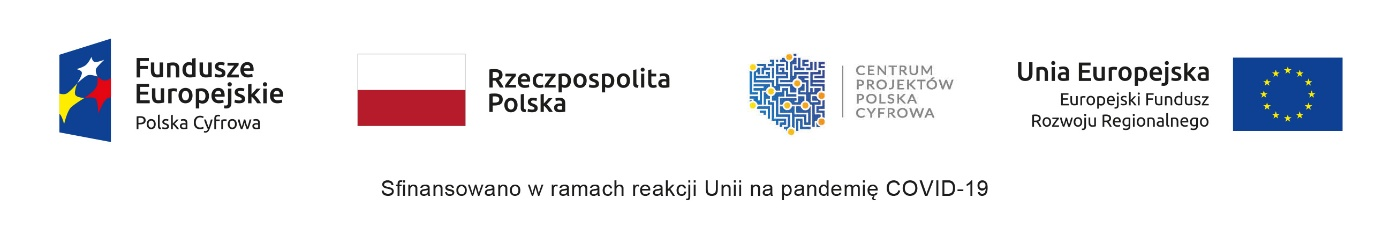 Fundusze
Europejskie
Polska Cyfrowa
Rzeczpospolita
Polska
CENTRUM
PROJEKTÓW
POLSKA
CYFROWA
Unia Europejska
Europejski Fundusz
Rozwoju Regionalnego
Sfinansowano w ramach reakcji Unii na pandemię COVID-19